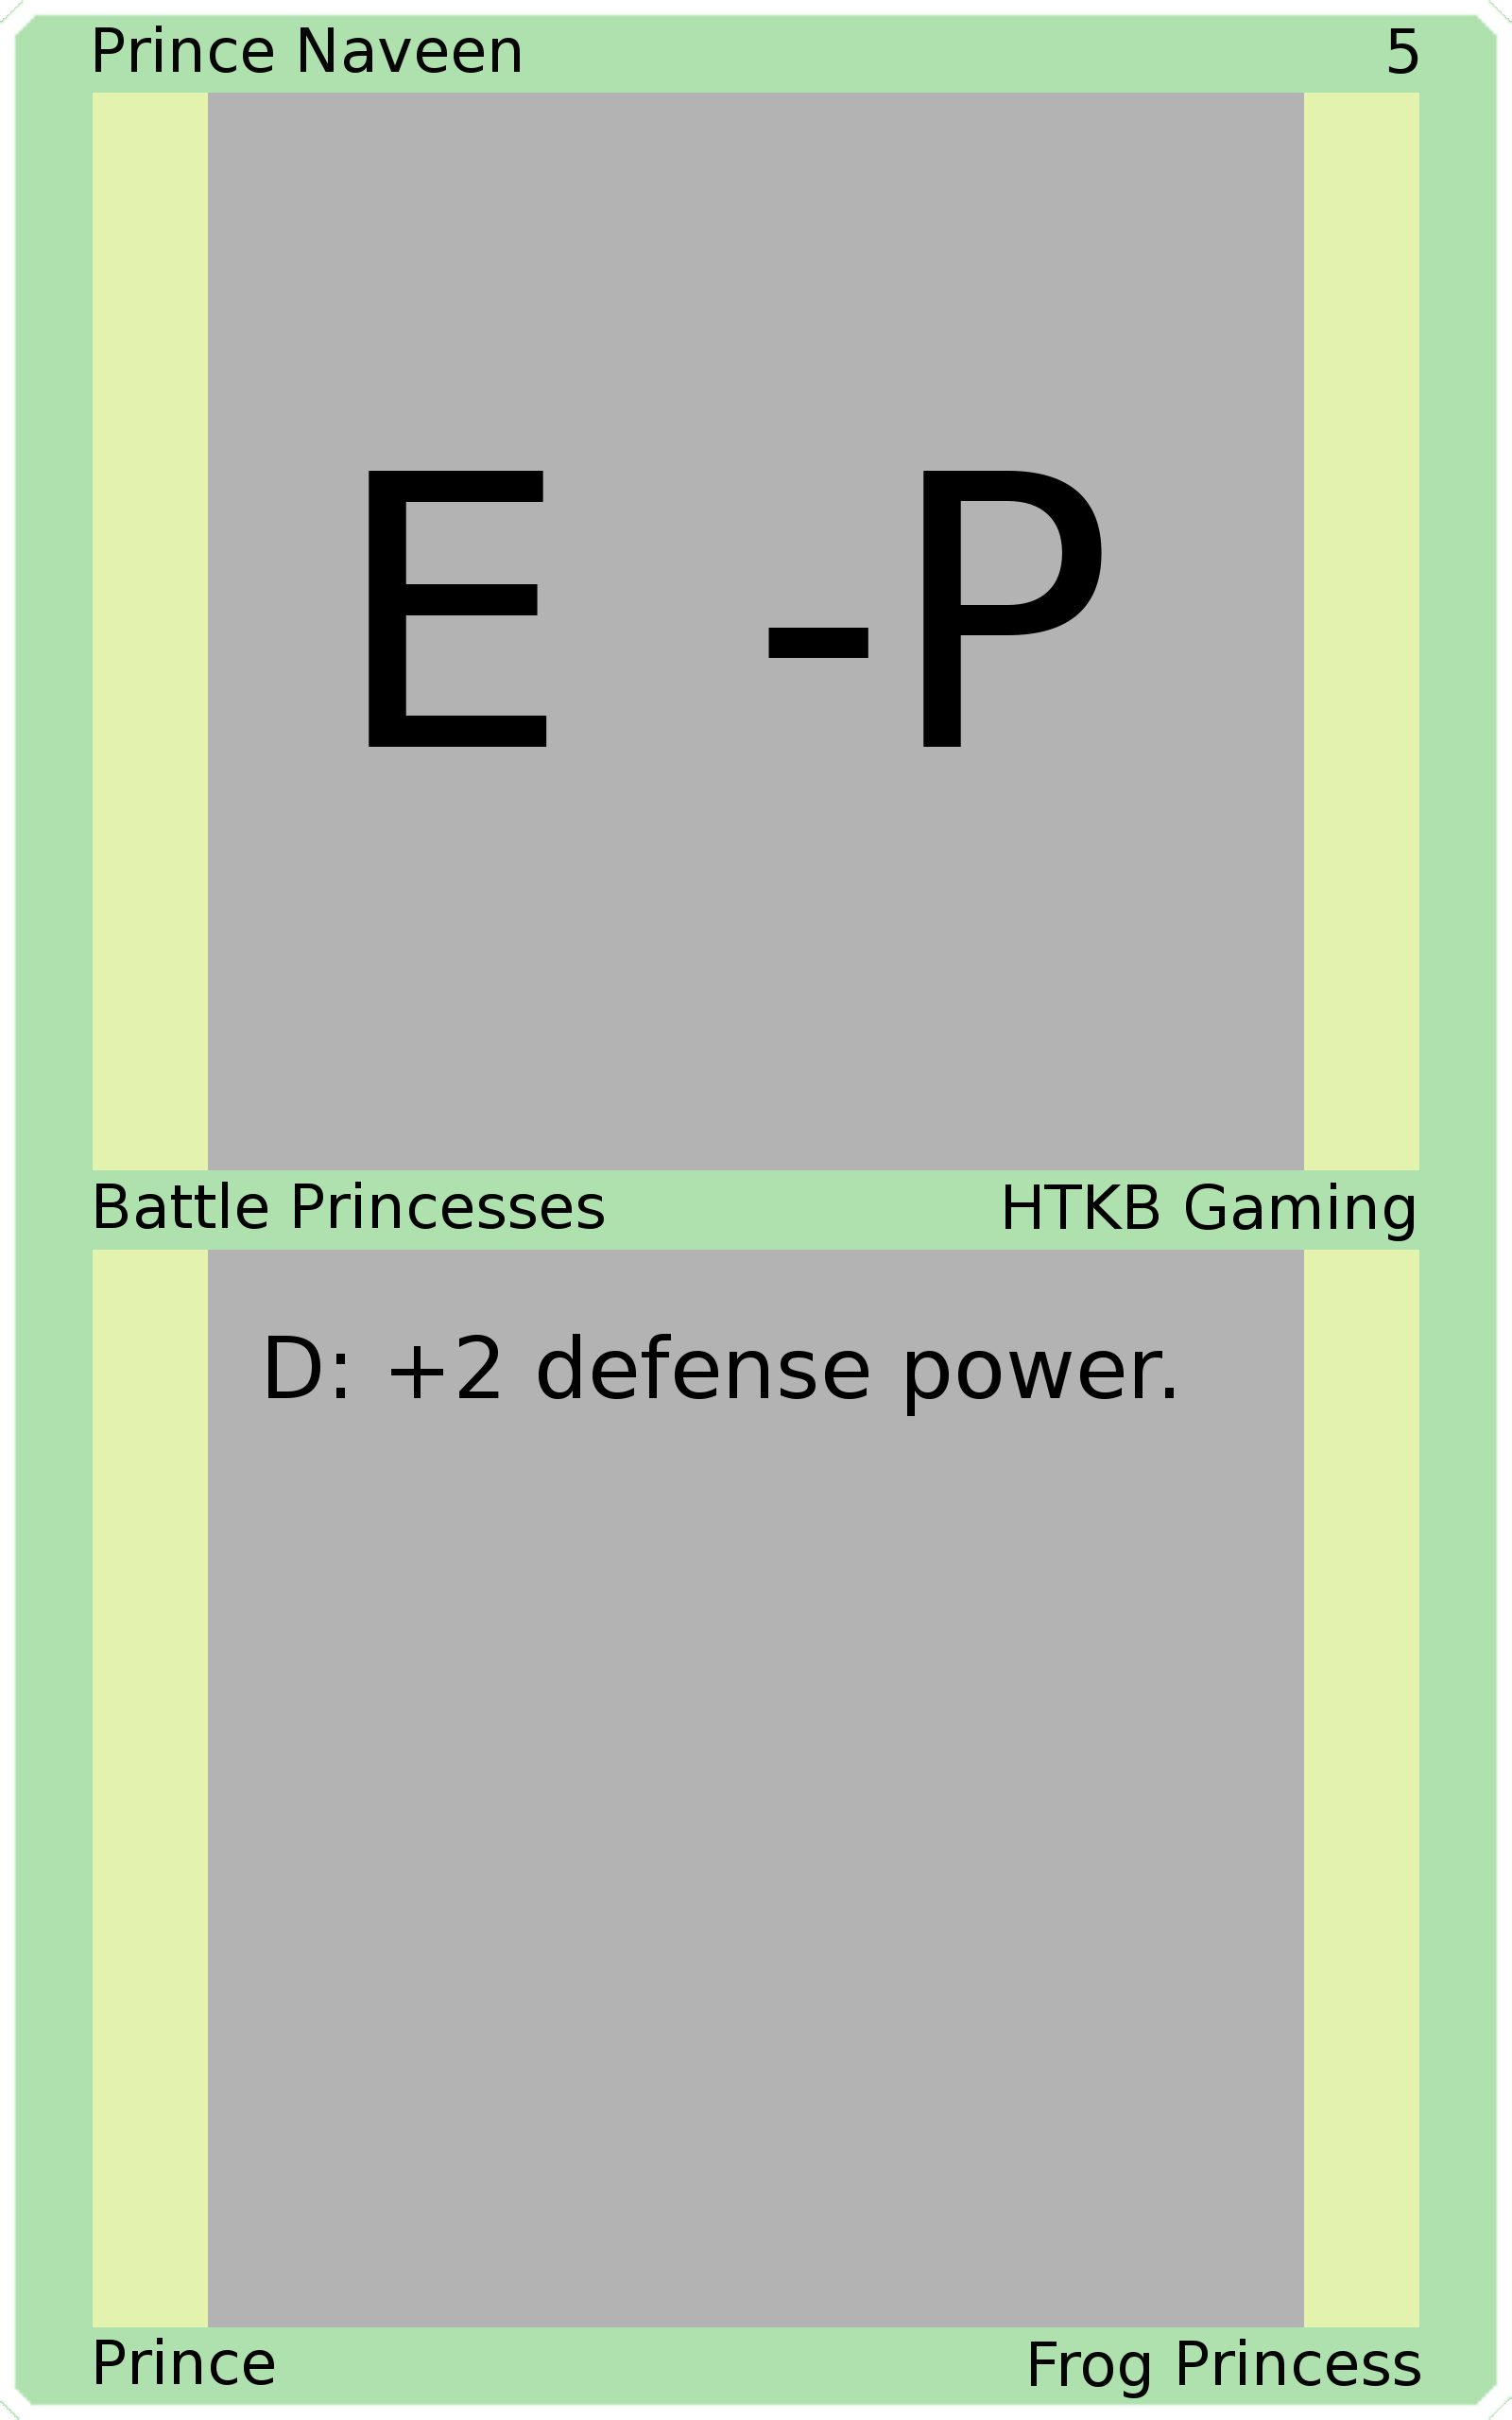 Prince Naveen 5
E -P
Battle Princesses HTKB Gaming
D: +2 defense power.
Prince Frog Princess